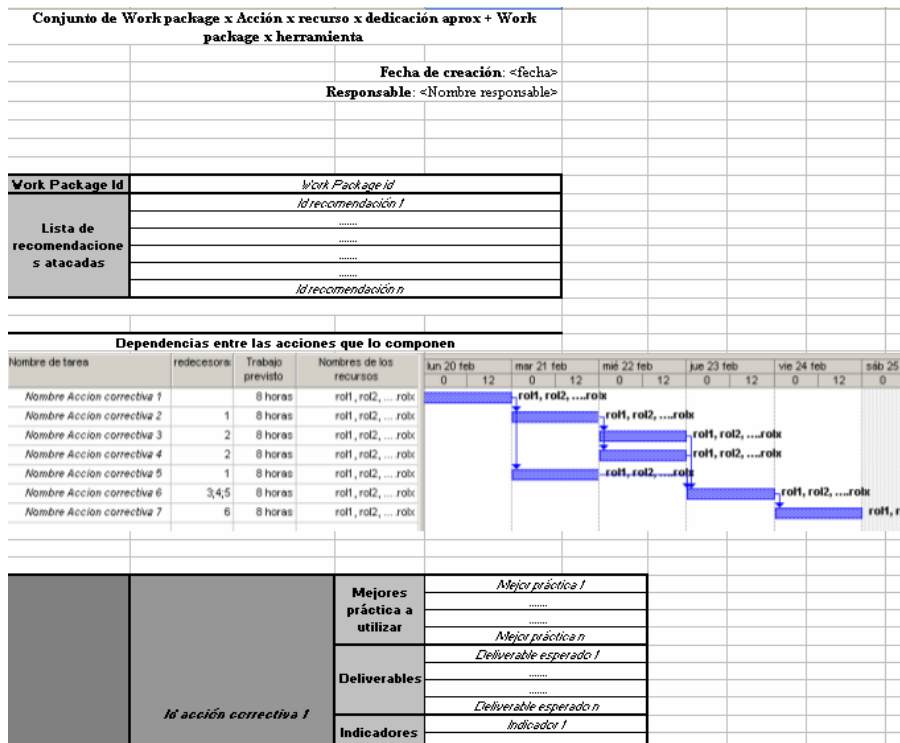 Conjunto de Work package x Acción x recurso x dedicación aprox + Work
package x herramienta
Fecha de creación: <fecha>
Responsable: <Nombre responsable>
Work Package Id Work Package id
Lista de recomendacione s atacadas
Id recomendación 1
.......
.......
.......
.......
Id recomendación n
Dependencias entre las acciones que lo componen
Nombre de tarea redecesora: Trabajo previsto Nombres de los recursos lun 20 feb mar 21 feb mié 22 feb jue 23 feb vie 24 feb sáb 25
0 12 0 12 0 12 0 12 0 12 0
Nombre Accion correctiva 1 8 horas rol1, rol2, ....rolx rol1, rol2, ....rolx
Nombre Accion correctiva 2 1 8 horas rol1, rol2, ....rolx rol1, rol2, ....rolx
Nombre Accion correctiva 3 2 8 horas rol1, rol2, ....rolx rol1, rol2, ....rolx
Nombre Accion correctiva 4 2 8 horas rol1, rol2, ....rolx rol1, rol2, ....rolx
Nombre Accion correctiva 5 1 8 horas rol1, rol2, ....rolx rol1, rol2, ....rolx
Nombre Accion correctiva 6 3;4;5 8 horas rol1, rol2, ....rolx rol1, rol2, ....rolx
Nombre Accion correctiva 7 6 8 horas rol1, rol2, ....rolx rol1, r
Id acción correctiva 1
Mejores práctica a utilizar
Mejor práctica 1
.......
.......
Mejor práctica n
Deliverables
Deliverable esperado 1
.......
.......
Deliverable esperado n
Indicadores
Indicador 1